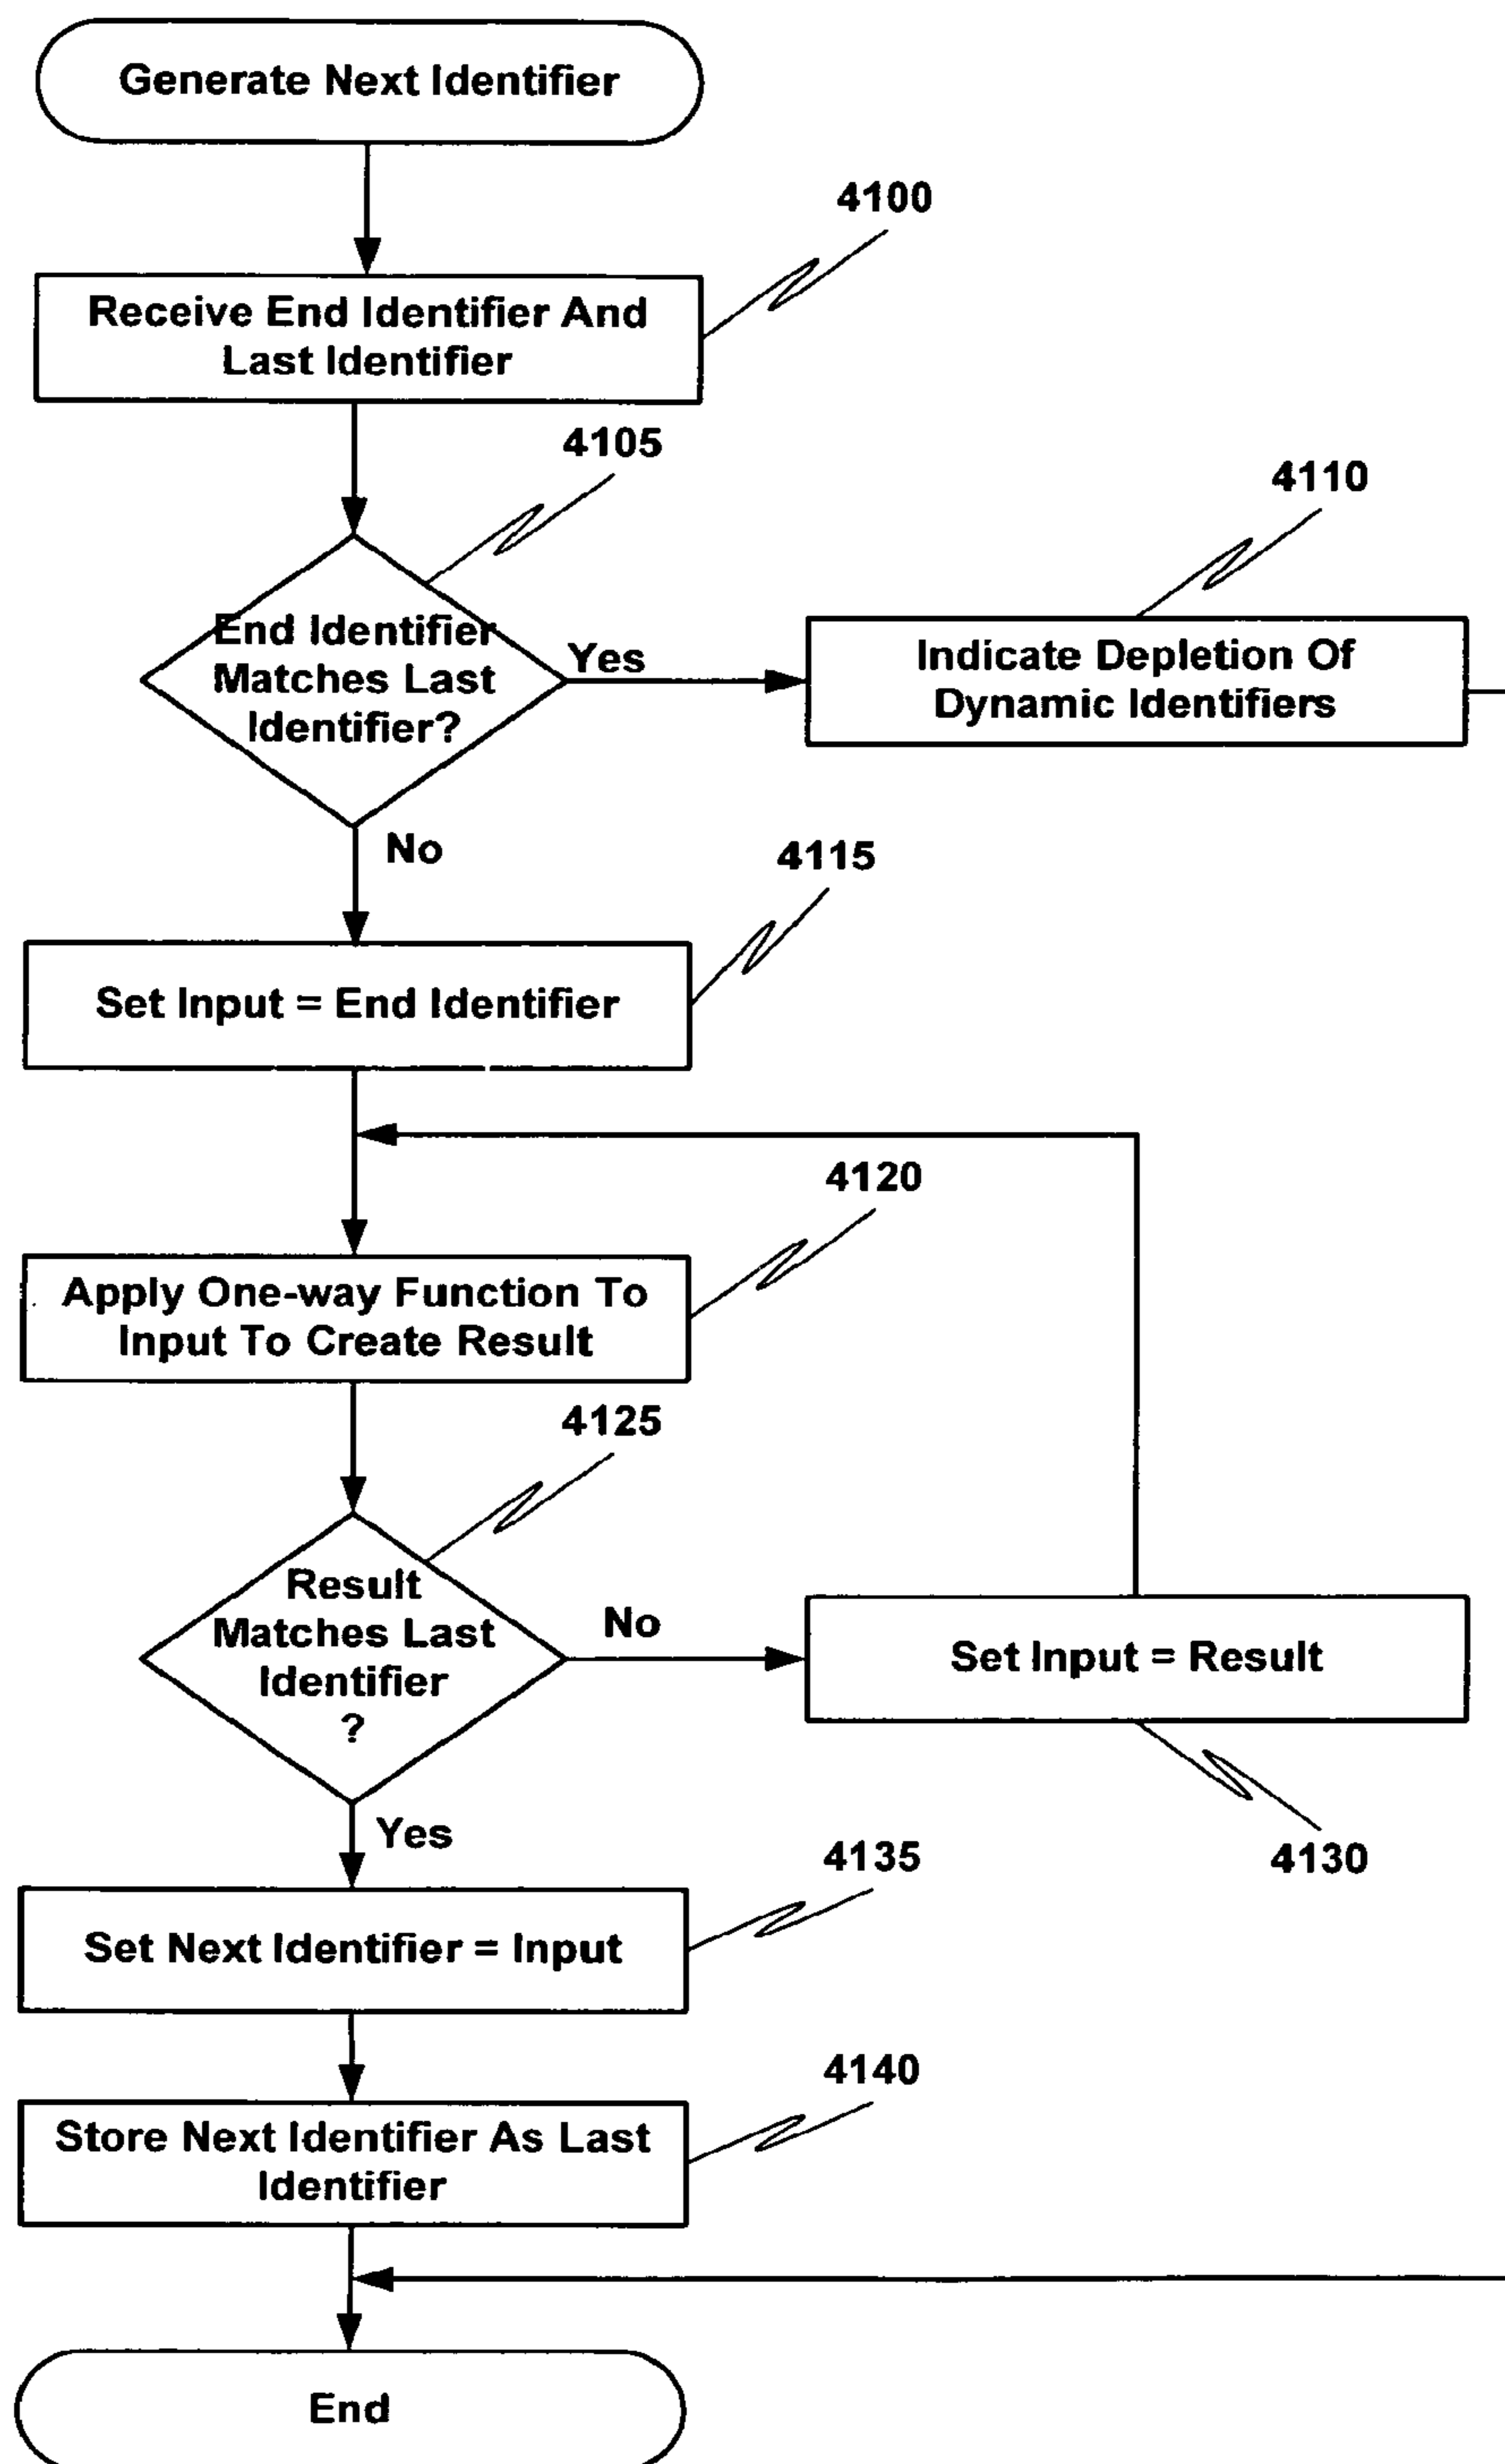 Generate Next Identifier
4100
Receive End Identifier And
Last Identifier
4105
4110
End Identifier
Matches Last
Identifier?
Yes
Indicate Depletion Of
Dynamic Identifiers
No
4115
Set Input = End Identifier
4120
Apply One-way Function To
Input To Create Result
4125
Result
Matches Last
Identifier
?
No
Set Input = Result
Yes
4135
4130
Set Next Identifier = Input
4140
Store Next Identifier As Last
Identifier
End